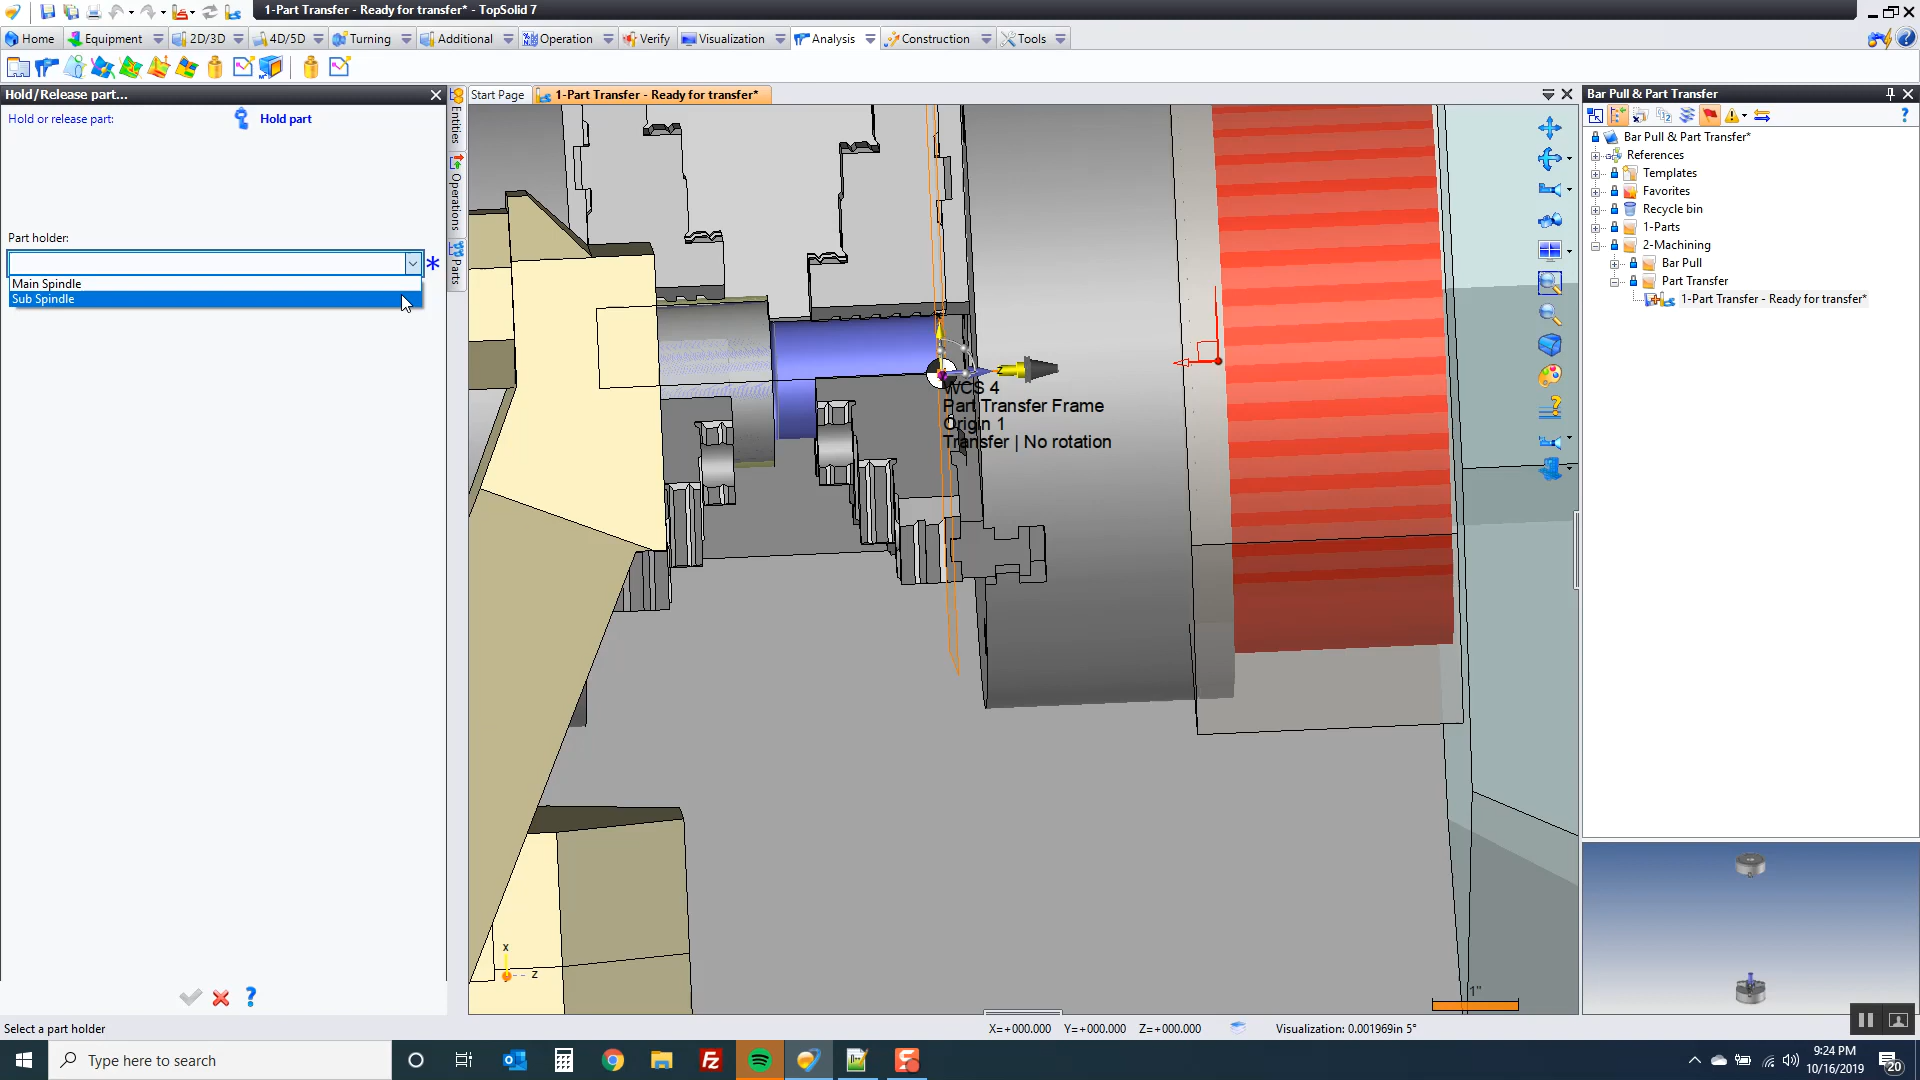 1-Part Transfer - Ready for transfer* - TopSolid 7
Home
Equipment
2D/3D
4D/5D
Turning
Additional
Operation
Verify
Visualization
Analysis
Construction
Tools
Hold/Release part...
Hold or release part:
Hold part
Part holder:
Main Spindle
Sub Spindle
Entities
Operations
Parts
Start Page
1-Part Transfer - Ready for transfer*
WCS 4
Part Transfer Frame
Origin 1
Transfer | No rotation
Z
x
z
1"
Bar Pull & Part Transfer
Bar Pull & Part Transfer*
References
Templates
Favorites
Recycle bin
1-Parts
2-Machining
Bar Pull
Part Transfer
1-Part Transfer - Ready for transfer*
Select a part holder
X=+000.000 Y=+000.000 Z=+000.000
Visualization: 0.001969in 5°
Type here to search
9:24 PM
10/16/2019
20